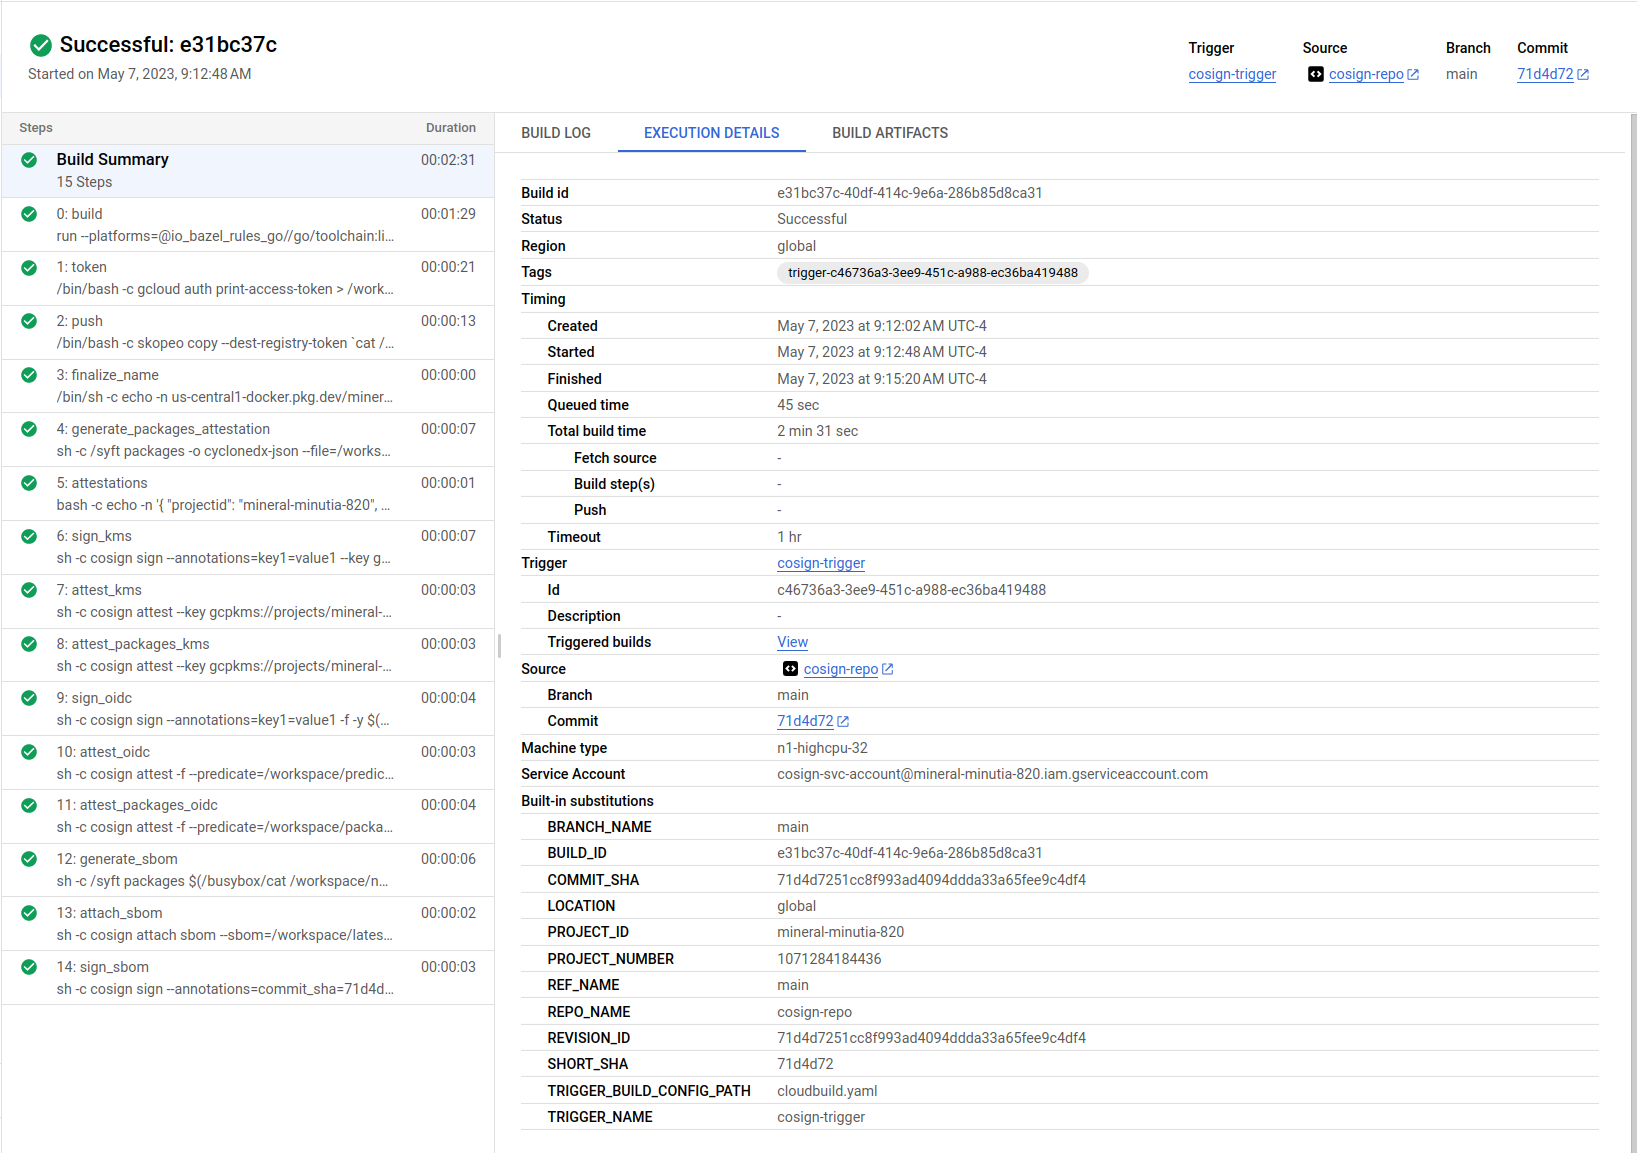 Successful: e31bc37c
Started on May 7, 2023, 9:12:48 AM
Trigger Source Branch Commit
cosign-trigger cosign-repo main 71d4d72
Steps Duration
Build Summary 00:02:31
15 Steps
0: build 00:01:29
run --platforms=@io_bazel_rules_go//go/toolchain:li...
1: token 00:00:21
/bin/bash -c gcloud auth print-access-token > /work...
2: push 00:00:13
/bin/bash -c skopeo copy --dest-registry-token `cat /...
3: finalize_name 00:00:00
/bin/sh -c echo -n us-central1-docker.pkg.dev/miner...
4: generate_packages_attestation 00:00:07
sh -c /syft packages -o cyclonedx-json --file=/works...
5: attestations 00:00:01
bash -c echo -n '{ "projectid": "mineral-minutia-820", ...
6: sign_kms 00:00:07
sh -c cosign sign --annotations=key1=value1 --key g...
7: attest_kms 00:00:03
sh -c cosign attest --key gcpkms://projects/mineral-...
8: attest_packages_kms 00:00:03
sh -c cosign attest --key gcpkms://projects/mineral-...
9: sign_oidc 00:00:04
sh -c cosign sign --annotations=key1=value1 -f -y $(...
10: attest_oidc 00:00:03
sh -c cosign attest -f --predicate=/workspace/predic...
11: attest_packages_oidc 00:00:04
sh -c cosign attest -f --predicate=/workspace/packa...
12: generate_sbom 00:00:06
sh -c /syft packages $(/busybox/cat /workspace/n...
13: attach_sbom 00:00:02
sh -c cosign attach sbom --sbom=/workspace/lates...
14: sign_sbom 00:00:03
sh -c cosign sign --annotations=commit_sha=71d4d...
BUILD LOG EXECUTION DETAILS BUILD ARTIFACTS
Build id e31bc37c-40df-414c-9e6a-286b85d8ca31
Status Successful
Region global
Tags trigger-c46736a3-3ee9-451c-a988-ec36ba419488
Timing
Created May 7, 2023 at 9:12:02 AM UTC-4
Started May 7, 2023 at 9:12:48 AM UTC-4
Finished May 7, 2023 at 9:15:20 AM UTC-4
Queued time 45 sec
Total build time 2 min 31 sec
Fetch source -
Build step(s) -
Push -
Timeout 1 hr
Trigger cosign-trigger
Id c46736a3-3ee9-451c-a988-ec36ba419488
Description -
Triggered builds View
Source cosign-repo
Branch main
Commit 71d4d72
Machine type n1-highcpu-32
Service Account cosign-svc-account@mineral-minutia-820.iam.gserviceaccount.com
Built-in substitutions
BRANCH_NAME main
BUILD_ID e31bc37c-40df-414c-9e6a-286b85d8ca31
COMMIT_SHA 71d4d7251cc8f993ad4094ddda33a65fee9c4df4
LOCATION global
PROJECT_ID mineral-minutia-820
PROJECT_NUMBER 1071284184436
REF_NAME main
REPO_NAME cosign-repo
REVISION_ID 71d4d7251cc8f993ad4094ddda33a65fee9c4df4
SHORT_SHA 71d4d72
TRIGGER_BUILD_CONFIG_PATH cloudbuild.yaml
TRIGGER_NAME cosign-trigger